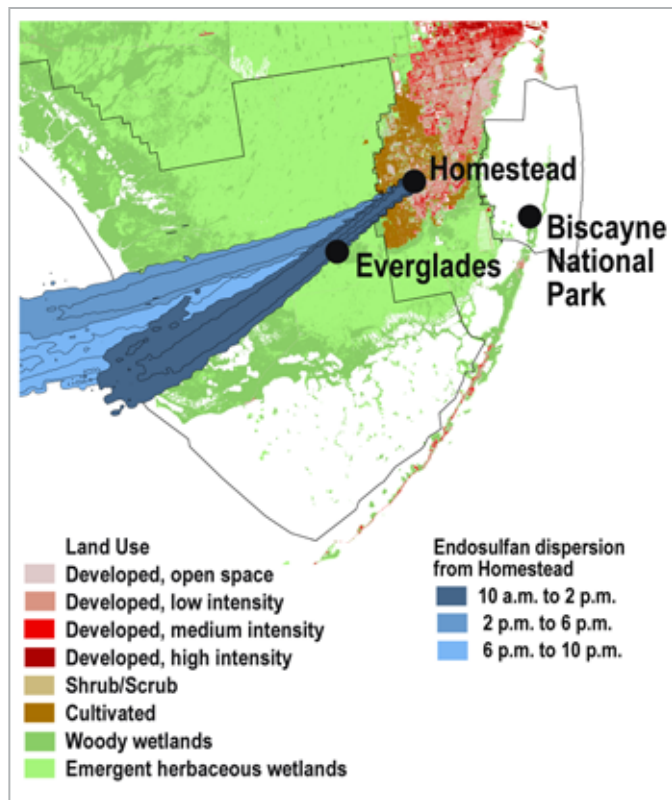 Homestead
Everglades
Biscayne
National
Park
Land Use
Developed, open space
Developed, low intensity
Developed, medium intensity
Developed, high intensity
Shrub/Scrub
Cultivated
Woody wetlands
Emergent herbaceous wetlands
Endosulfan dispersion
from Homestead
10 a.m. to 2 p.m.
2 p.m. to 6 p.m.
6 p.m. to 10 p.m.